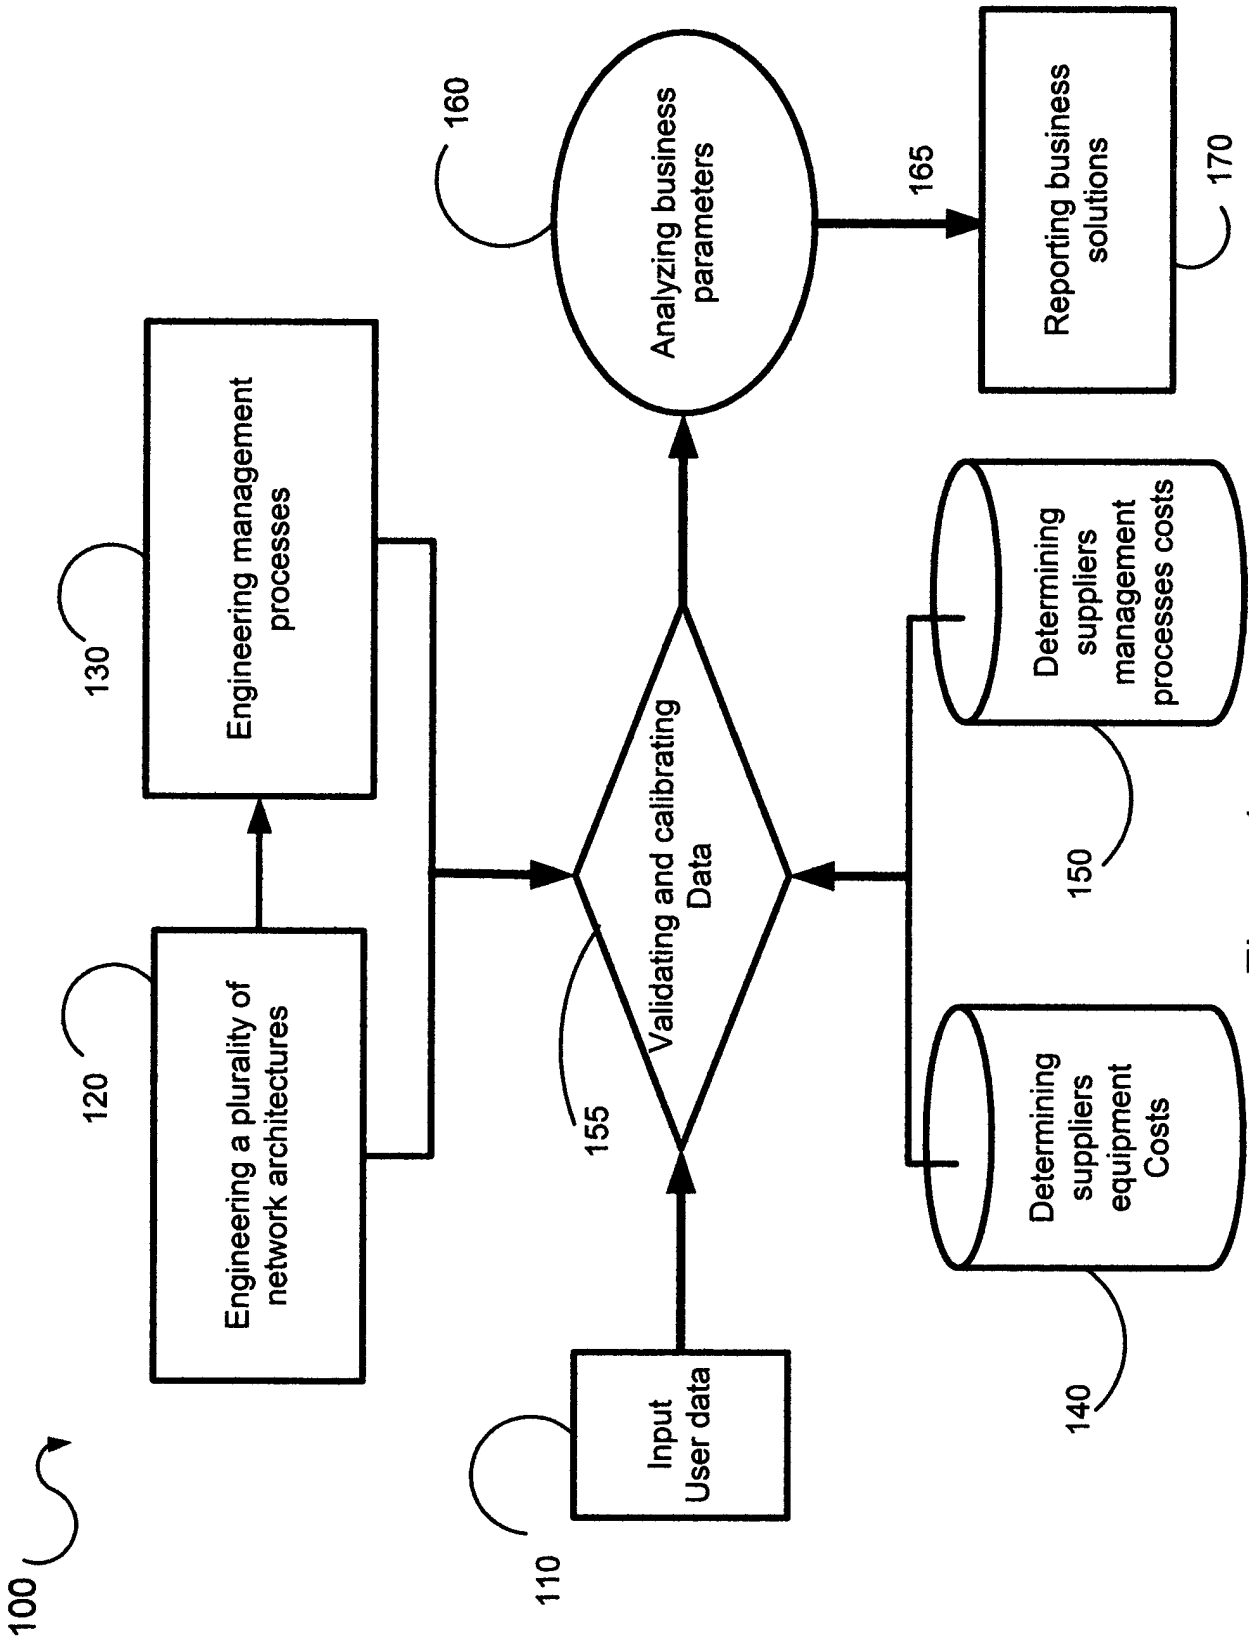 100
120
Engineering a plurality of
network architectures
130
Engineering management
processes
110
Input
User data
155
Validating and calibrating
Data
160
Analyzing business
parameters
140
Determining
suppliers
equipment
Costs
150
Determining
suppliers
management
processes costs
165
Reporting business
solutions
170